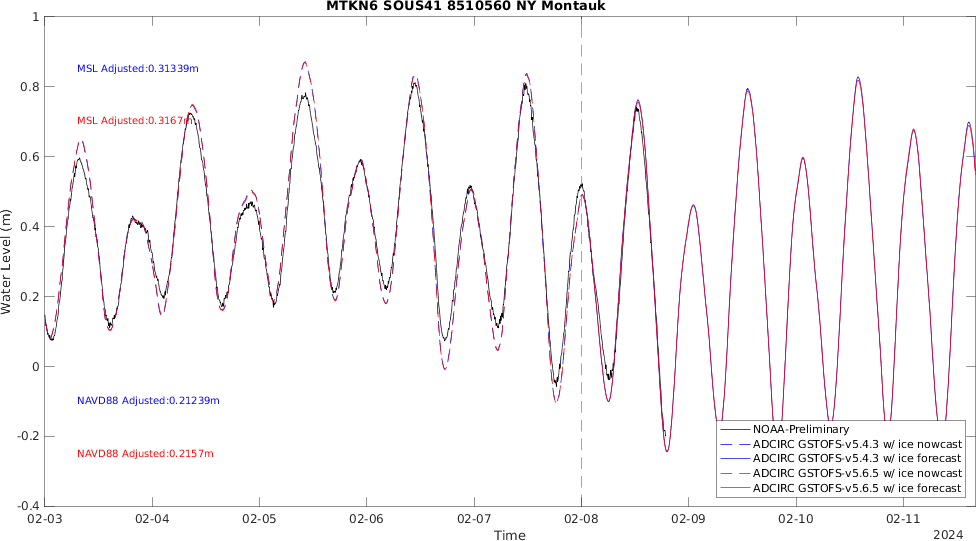 MTKN6 SOUS41 8510560 NY Montauk
1
0.8
0.6
0.4
0.2
0
-0.2
-0.4
Water Level (m)
MSL Adjusted:0.31339m
MSL Adjusted:0.3167m
NAVD88 Adjusted:0.21239m
NAVD88 Adjusted:0.2157m
NOAA-Preliminary
ADCIRC GSTOFS-v5.4.3 w/ ice nowcast
ADCIRC GSTOFS-v5.4.3 w/ ice forecast
ADCIRC GSTOFS-v5.6.5 w/ ice nowcast
ADCIRC GSTOFS-v5.6.5 w/ ice forecast
02-03 02-04 02-05 02-06 02-07 02-08 02-09 02-10 02-11
Time
2024